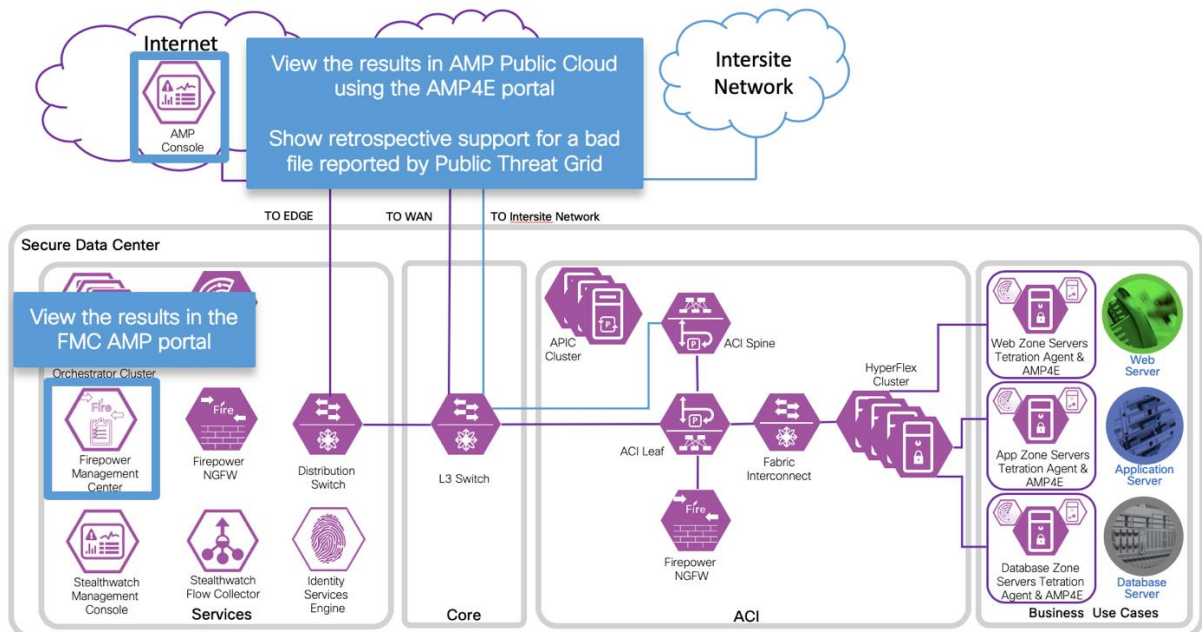 Internet
AMP
Console
View the results in AMP Public Cloud
using the AMP4E portal
Show retrospective support for a bad
file reported by Public Threat Grid
Intersite
Network
TO EDGE
TO WAN
TO Intersite Network
Secure Data Center
View the results in the
FMC AMP portal
Orchestrator Cluster
Fire
Firepower
Management
Center
Fire
Firepower
NGFW
Distribution
Switch
Stealthwatch
Management
Console
Stealthwatch
Flow Collector
Identity
Services
Engine
Services
L3 Switch
Core
P
APIC
Cluster
P
ACI Spine
P
ACI Leaf
Fabric
Interconnect
HyperFlex
Cluster
Fire
Firepower
NGFW
ACI
Web Zone Servers
Tetration Agent &
AMP4E
Web
Server
App Zone Servers
Tetration Agent &
AMP4E
Application
Server
Database Zone
Servers Tetration
Agent & AMP4E
Database
Server
Business Use Cases